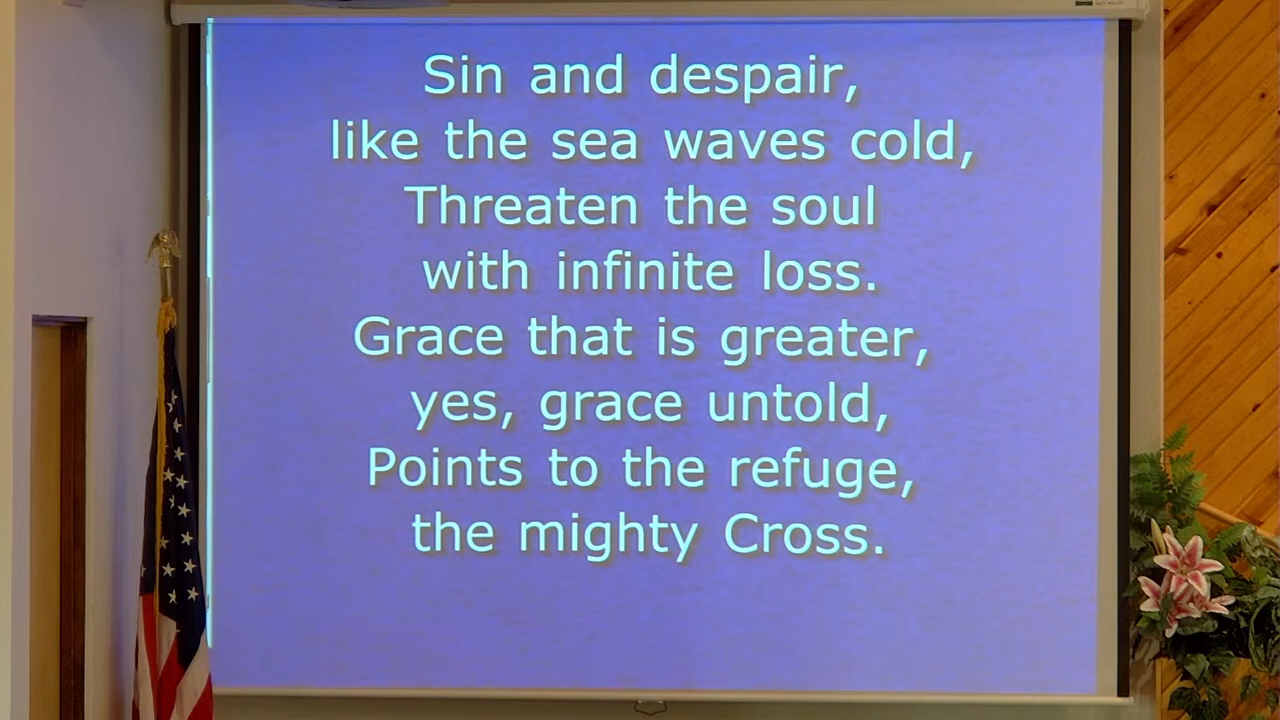 Sin and despair,
like the sea waves cold,
Threaten the soul
with infinite loss.
Grace that is greater,
yes, grace untold,
Points to the refuge,
the mighty Cross.